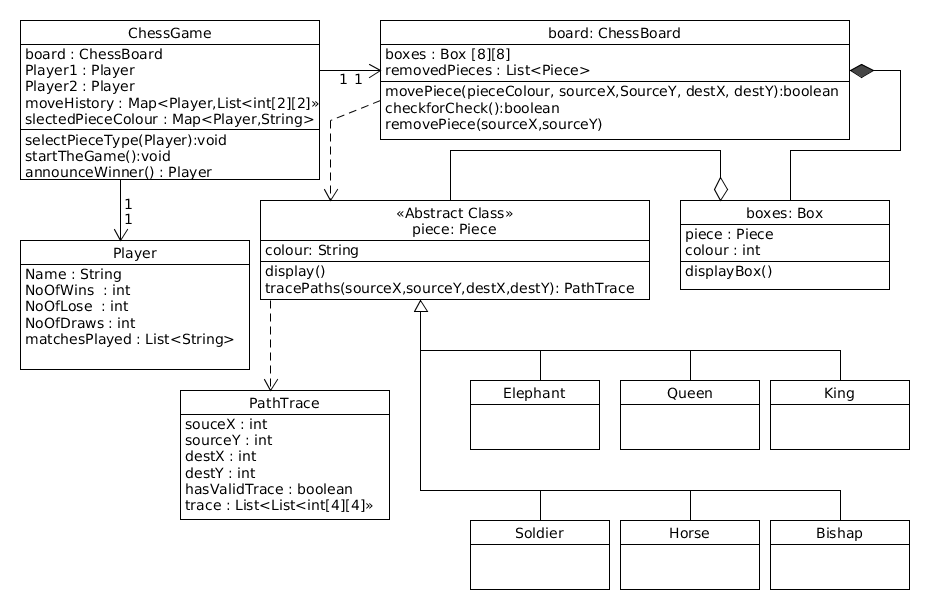 ChessGame
board : ChessBoard
Player1 : Player
Player2 : Player
moveHistory : Map<Player,List<int[2][2]»
slectedPieceColour : Map<Player,String>
selectPieceType(Player):void
startTheGame():void
announceWinner() : Player
1 1
board: ChessBoard
boxes : Box [8][8]
removedPieces : List<Piece>
movePiece(pieceColour, sourceX,SourceY, destX, destY):boolean
checkforCheck():boolean
removePiece(sourceX,sourceY)
1
1
Player
Name : String
NoOfWins  : int
NoOfLose  : int
NoOfDraws : int
matchesPlayed : List<String>
«Abstract Class»
piece: Piece
colour: String
display()
tracePaths(sourceX,sourceY,destX,destY): PathTrace
boxes: Box
piece : Piece
colour : int
displayBox()
PathTrace
souceX : int
sourceY : int
destX : int
destY : int
hasValidTrace : boolean
trace : List<List<int[4][4]»
Elephant
Queen
King
Soldier
Horse
Bishap